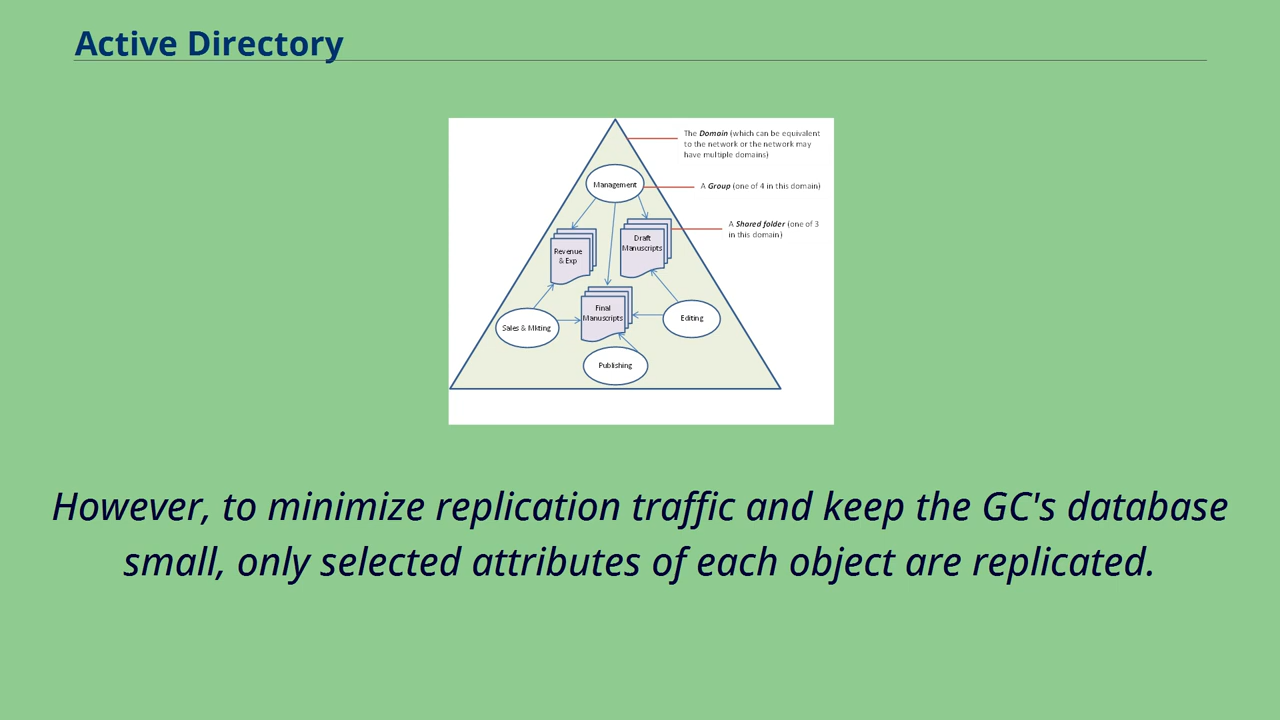 Active Directory
The Domain (which can be equivalent
to the network or the network may
have multiple domains)
Management
A Group (one of 4 in this domain)
A Shared folder (one of 3
in this domain)
Draft
Manuscripts
Revenue
& Exp
Final
Manuscripts
Sales & Mkting
Editing
Publishing
However, to minimize replication traffic and keep the GC's database
small, only selected attributes of each object are replicated.